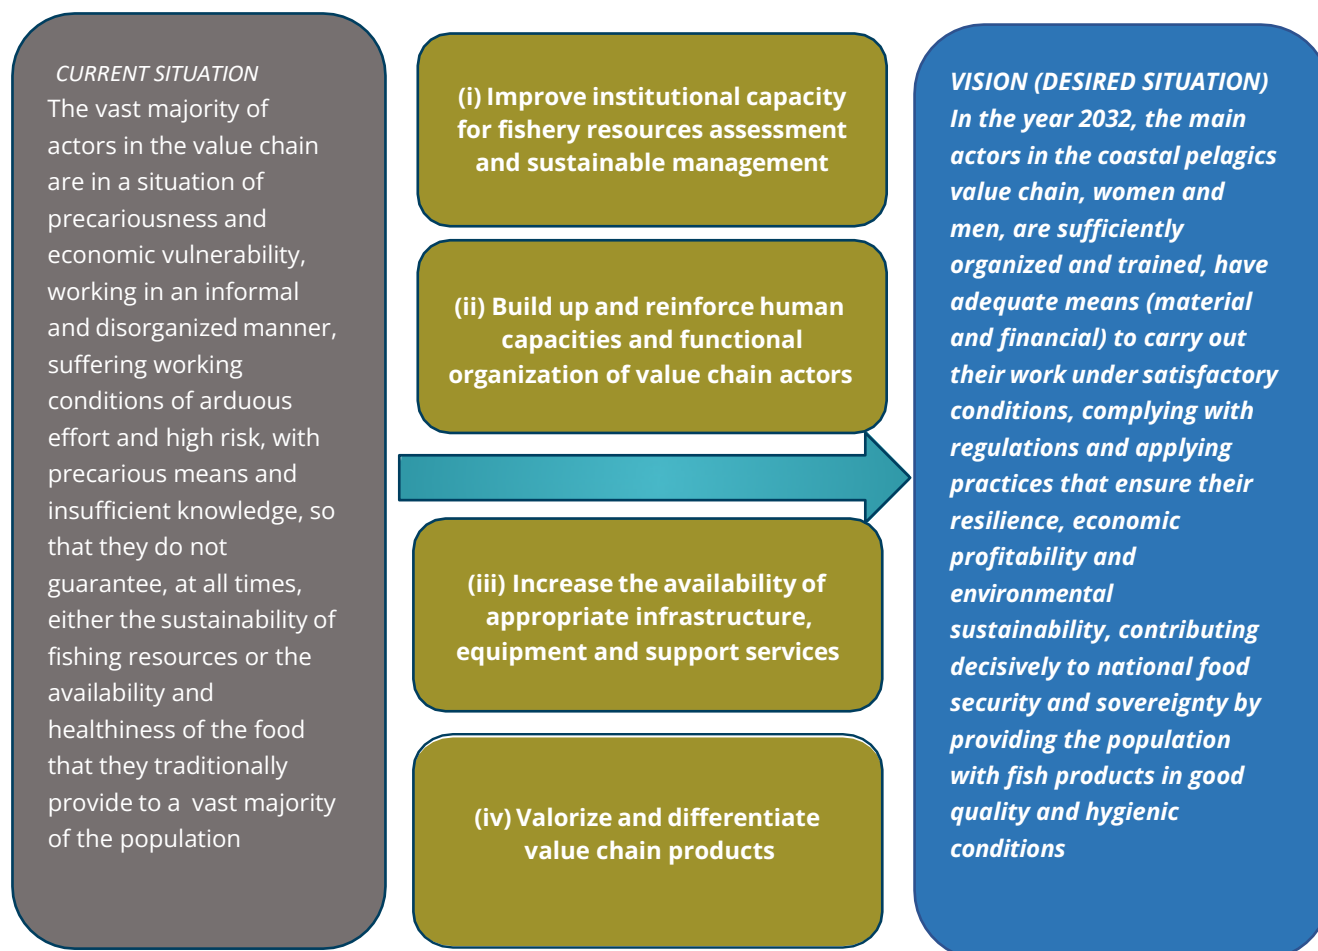 CURRENT SITUATION
The vast majority of
actors in the value chain
are in a situation of
precariousness and
economic vulnerability,
working in an informal
and disorganized manner,
suffering working
conditions of arduous
effort and high risk, with
precarious means and
insufficient knowledge, so
that they do not
guarantee, at all times,
either the sustainability of
fishing resources or the
availability and
healthiness of the food
that they traditionally
provide to a vast majority
of the population
(i) Improve institutional capacity
for fishery resources assessment
and sustainable management
(ii) Build up and reinforce human
capacities and functional
organization of value chain actors
(iii) Increase the availability of
appropriate infrastructure,
equipment and support services
(iv) Valorize and differentiate
value chain products
VISION (DESIRED SITUATION)
In the year 2032, the main
actors in the coastal pelagics
value chain, women and
men, are sufficiently
organized and trained, have
adequate means (material
and financial) to carry out
their work under satisfactory
conditions, complying with
regulations and applying
practices that ensure their
resilience, economic
profitability and
environmental
sustainability, contributing
decisively to national food
security and sovereignty by
providing the population
with fish products in good
quality and hygienic
conditions